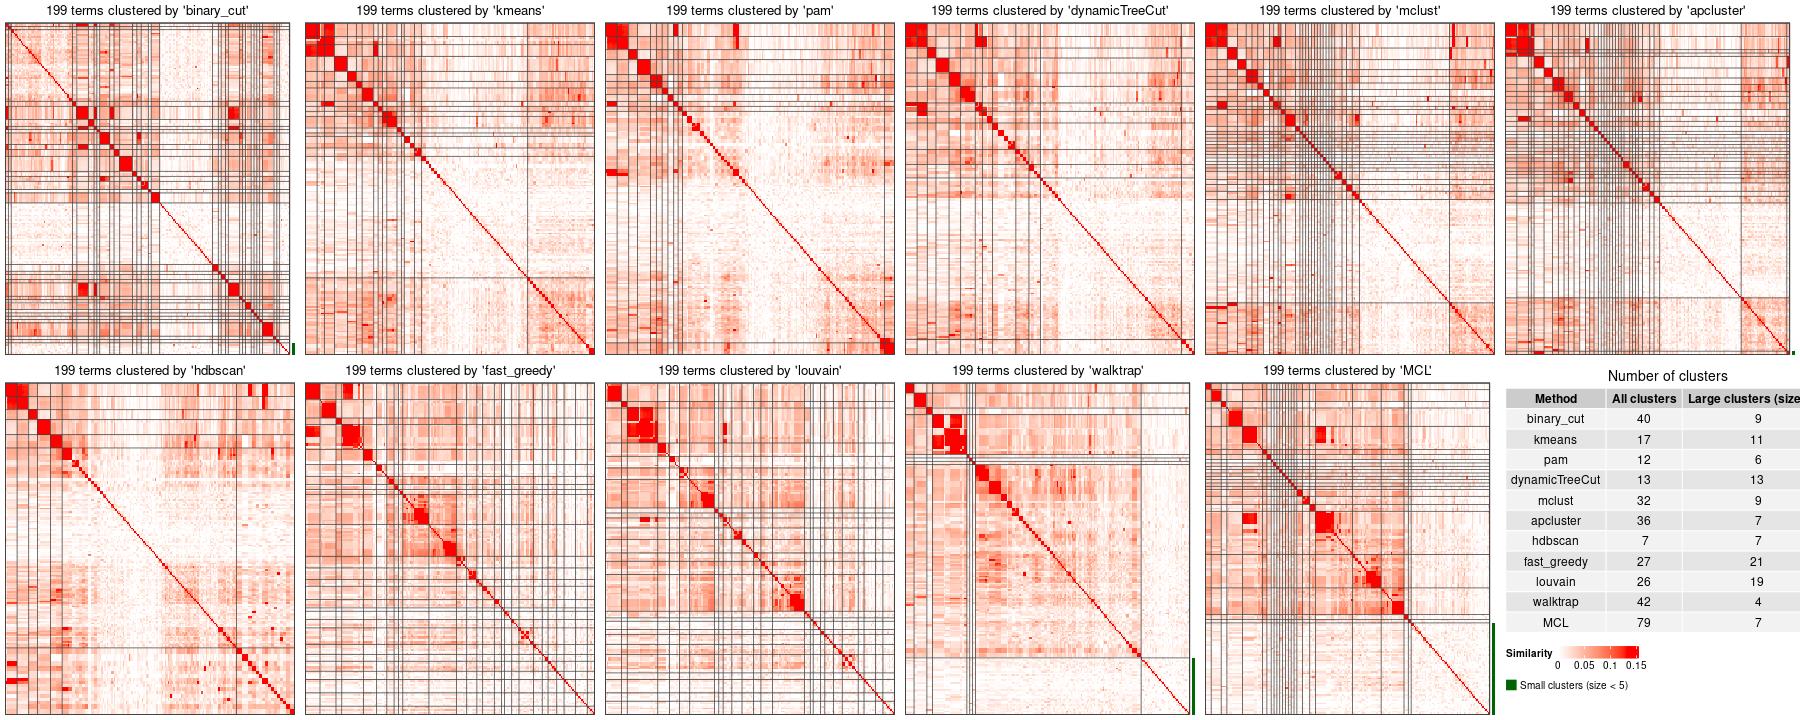 199 terms clustered by 'binary_cut'
199 terms clustered by 'kmeans'
199 terms clustered by 'pam'
199 terms clustered by 'dynamicTreeCut'
199 terms clustered by 'mclust'
199 terms clustered by 'apcluster'
199 terms clustered by 'hdbscan'
199 terms clustered by 'fast_greedy'
199 terms clustered by 'louvain'
199 terms clustered by 'walktrap'
199 terms clustered by 'MCL'
Number of clusters
Method All clusters Large clusters (size
binary_cut 40 9
kmeans 17 11
pam 12 6
dynamicTreeCut 13 13
mclust 32 9
apcluster 36 7
hdbscan 7 7
fast_greedy 27 21
louvain 26 19
walktrap 42 4
MCL 79 7
Similarity
0 0.05 0.1 0.15
Small clusters (size < 5)